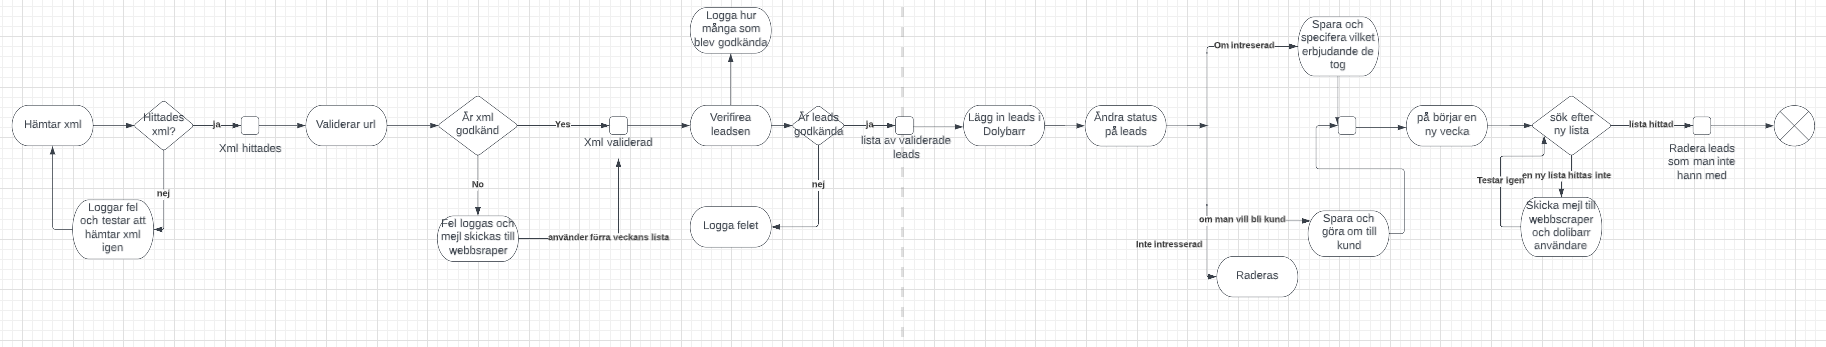 Hämtar xml
Hittades
xml?
ja
Xml hittades
nej
Loggar fel
och testar att
hämtar xml
igen
Validerar url
Är xml
godkänd
Yes
Xml validerad
No
Fel loggas och
mejl skickas till
webbsraper
använder förra veckans lista
Logga hur
många som
blev godkända
Verifirea
leadsen
Är leads
godkända
ja
lista av validerade
leads
nej
Logga felet
Lägg in leads i
Dolybarr
Ändra status
på leads
Om intreserad
Spara och
specifera vilket
erbjudande de
tog
om man vill bli kund
Spara och
göra om till
kund
Inte intresserad
Raderas
på börjar en
ny vecka
sök efter
ny lista
lista hittad
Radera leads
som man inte
hann med
Testar igen
en ny lista hittas inte
Skicka mejl till
webbscraper
och dolibarr
användare